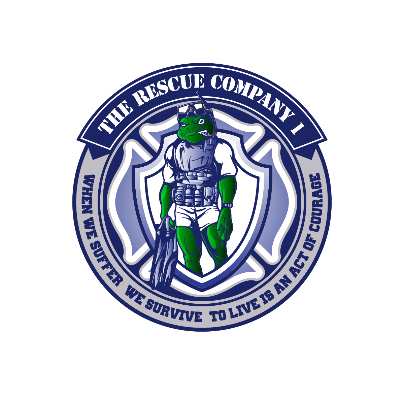 THE RESCUE COMPANY 1
WHEN WE SUFFER WE SURVIVE TO LIVE IS AN ACT OF COURAGE